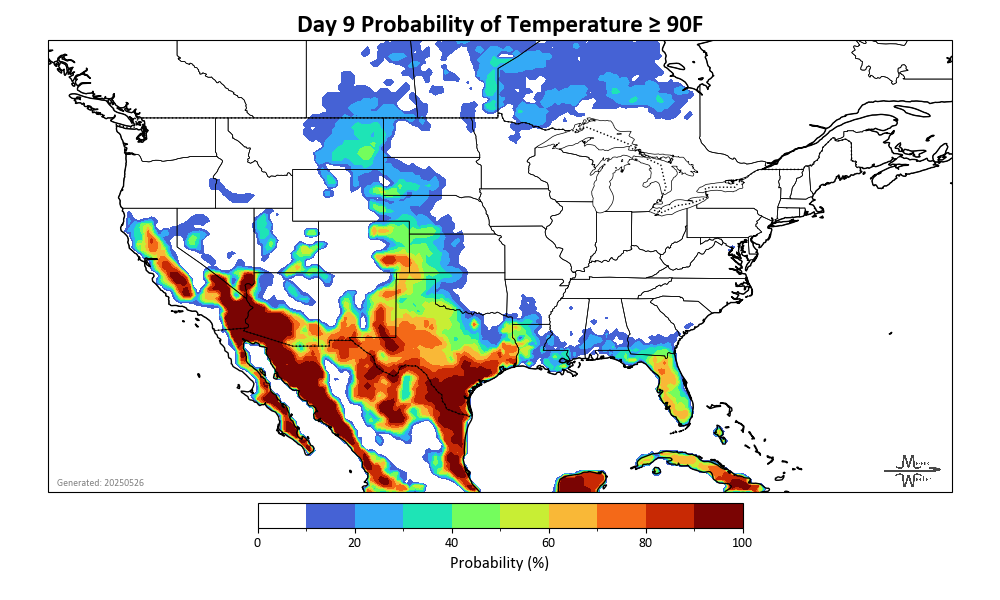 Day 9 Probability of Temperature ≥ 90F
Generated: 20250526
0 20 40 60 80 100
Probability (%)